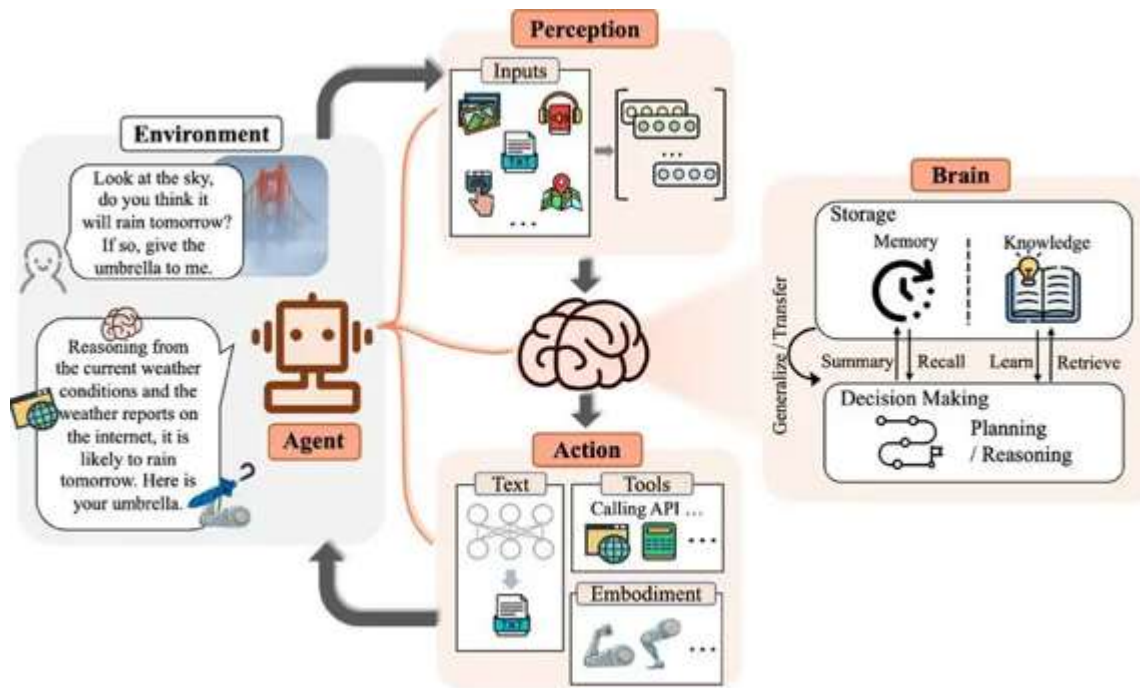 Perception
Inputs
TXT
...
...
Environment
Look at the sky,
do you think it
will rain tomorrow?
If so, give the
umbrella to me.
Reasoning from
the current weather
conditions and the
weather reports on
the internet, it is
likely to rain
tomorrow. Here is
your umbrella.
Agent
Brain
Storage
Memory
Knowledge
Generalize / Transfer
Summary
Recall
Learn
Retrieve
Decision Making
Planning
/ Reasoning
Action
Text
TXT
Tools
Calling API ...
...
Embodiment
...